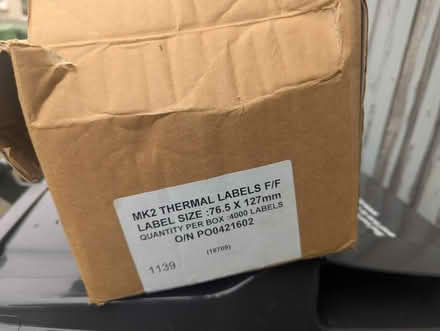 MK2 THERMAL LABELS F/F
LABEL SIZE :76.5 X 127mm
QUANTITY PER BOX :4000 LABELS
O/N PO0421602
(18709)
1139